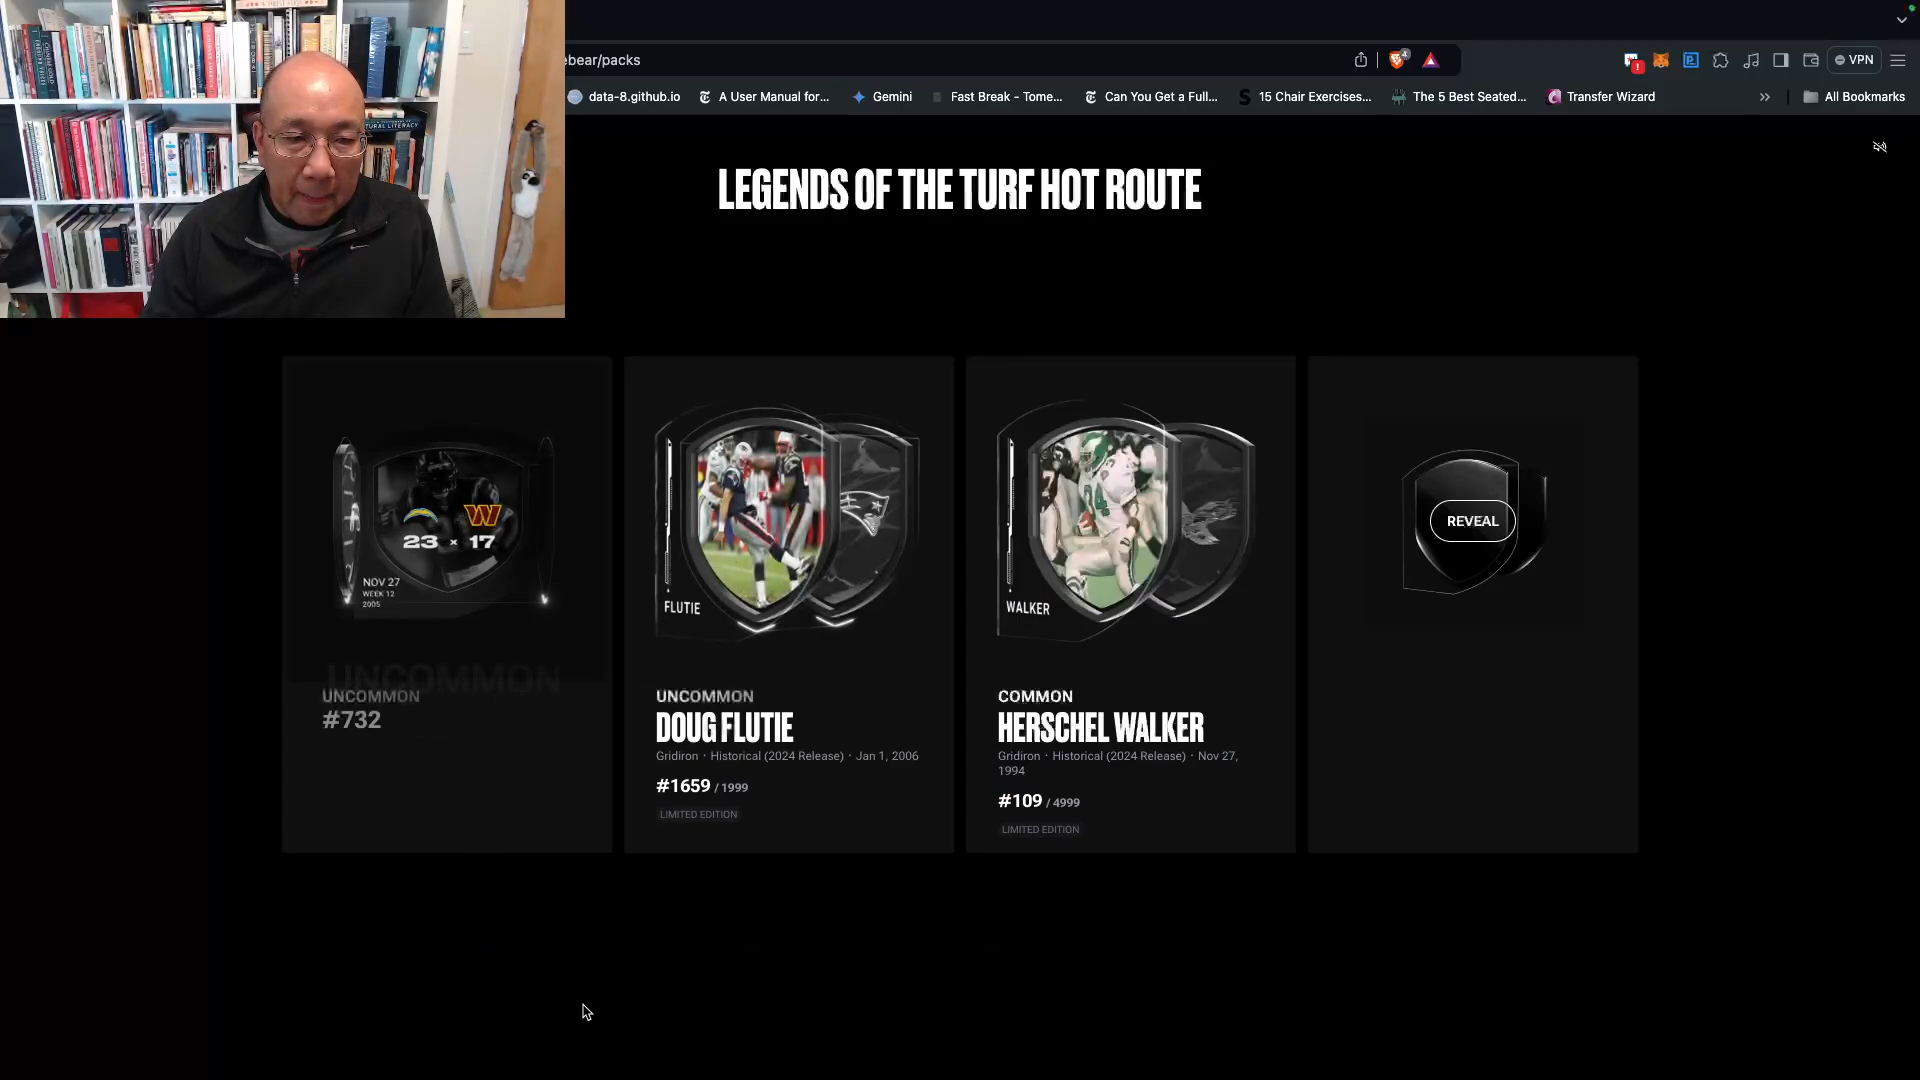 ebear/packs
VPN
data-8.github.io
A User Manual for...
Gemini
Fast Break - Tome...
Can You Get a Full...
15 Chair Exercises...
The 5 Best Seated...
Transfer Wizard
All Bookmarks
LEGENDS OF THE TURF HOT ROUTE
23 × 17
NOV 27
WEEK 12
2005
UNCOMMON
UNCOMMON
#732
FLUTIE
UNCOMMON
DOUG FLUTIE
Gridiron · Historical (2024 Release) · Jan 1, 2006
#1659 / 1999
LIMITED EDITION
WALKER
COMMON
HERSCHEL WALKER
Gridiron · Historical (2024 Release) · Nov 27,
1994
#109 / 4999
LIMITED EDITION
REVEAL